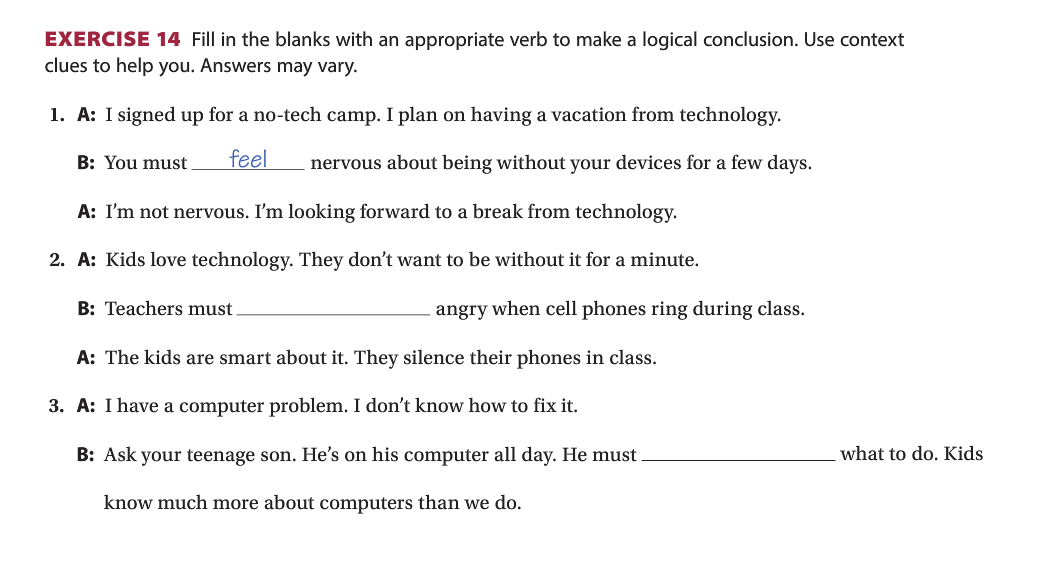 EXERCISE 14 Fill in the blanks with an appropriate verb to make a logical conclusion. Use context
clues to help you. Answers may vary.
1. A: I signed up for a no-tech camp. I plan on having a vacation from technology.
B: You must feel nervous about being without your devices for a few days.
A: I’m not nervous. I’m looking forward to a break from technology.
2. A: Kids love technology. They don’t want to be without it for a minute.
B: Teachers must ____________________ angry when cell phones ring during class.
A: The kids are smart about it. They silence their phones in class.
3. A: I have a computer problem. I don’t know how to fix it.
B: Ask your teenage son. He’s on his computer all day. He must ____________________ what to do. Kids
know much more about computers than we do.